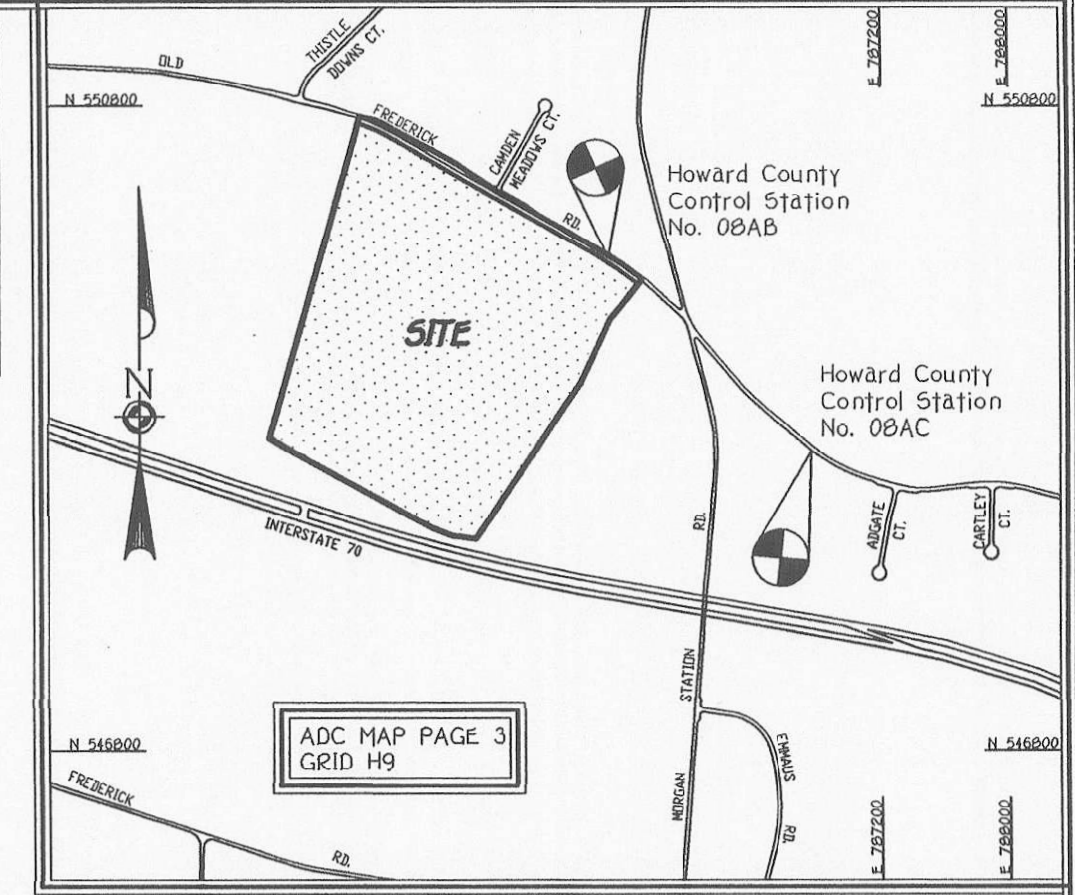 OLD
THISTLE
DOWNS CT.
E 787200
E 788000
N 550800
N 550800
FREDERICK
CAMDEN
MEADOWS CT.
RD.
Howard County
Control Station
No. 08AB
SITE
N
Howard County
Control Station
No. 08AC
INTERSTATE 70
RD.
ADGATE
CT.
CARTLEY
CT.
STATION
N 546800
ADC MAP PAGE 3
GRID H9
EMMAUS
RD.
N 546800
FREDERICK
RD.
MORGAN
E 787200
E 788000